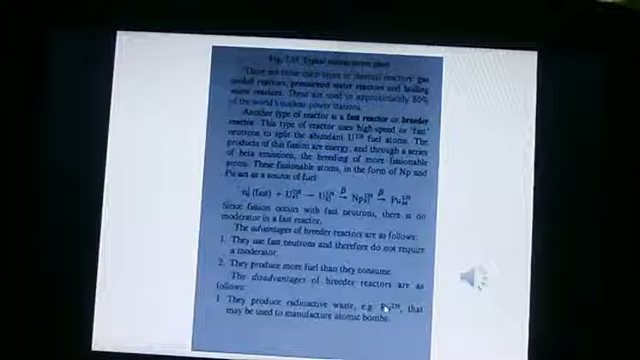 There are three main types of thermal reactors: gas
cooled reactors, pressurized water reactors and boiling
water reactors. These are used in approximately 80%
of the world's nuclear power stations.
Another type of reactor is a fast reactor or breeder
reactor. This type of reactor uses high-speed or 'fast'
neutrons to split the abundant U fuel atoms. The
products of this fission are energy, and through a series
of beta emissions, the breeding of more fissionable
atoms. These fissionable atoms, in the form of Np and
Pu act as a source of fuel
(fast) + U → U β → Np β → Pu
Since fission occurs with fast neutrons, there is no
moderator in a fast reactor.
The advantages of breeder reactors are as follows:
1. They use fast neutrons and therefore do not require
a moderator.
2. They produce more fuel than they consume.
The disadvantages of breeder reactors are as
follows:
1 They produce radioactive waste, e.g. that
may be used to manufacture atomic bombs.